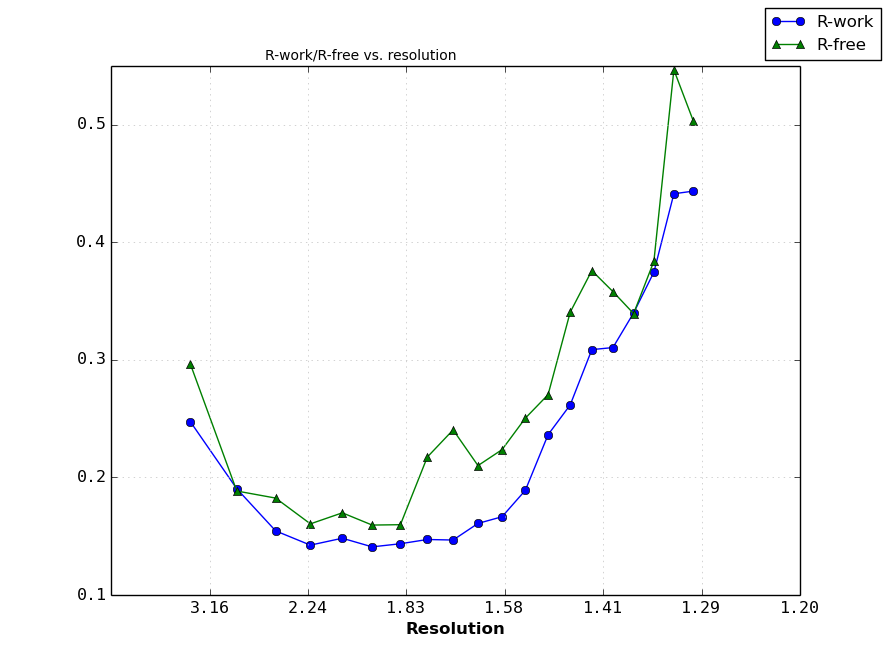 R-work
R-free
R-work/R-free vs. resolution
0.5
0.4
0.3
0.2
0.1
3.16 2.24 1.83 1.58 1.41 1.29 1.20
Resolution